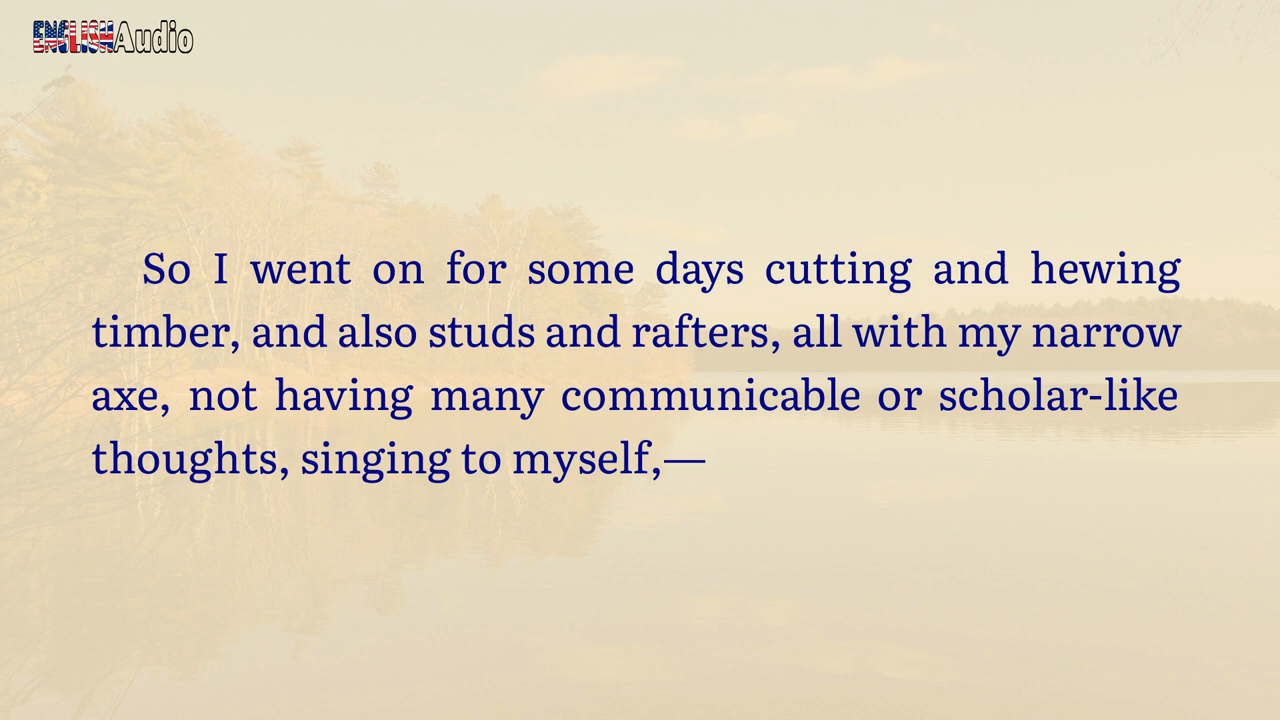 ENGLISHAudio
So I went on for some days cutting and hewing
timber, and also studs and rafters, all with my narrow
axe, not having many communicable or scholar-like
thoughts, singing to myself,—